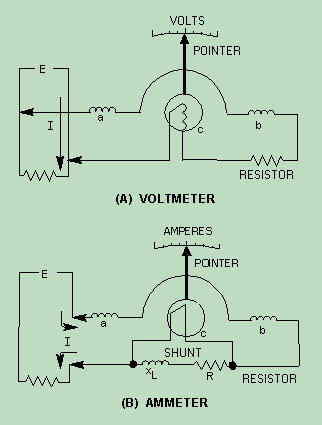 VOLTS
POINTER
E
I
a
b
c
RESISTOR
(A) VOLTMETER
AMPERES
POINTER
E
I
a
b
c
SHUNT
XL
R
RESISTOR
(B) AMMETER